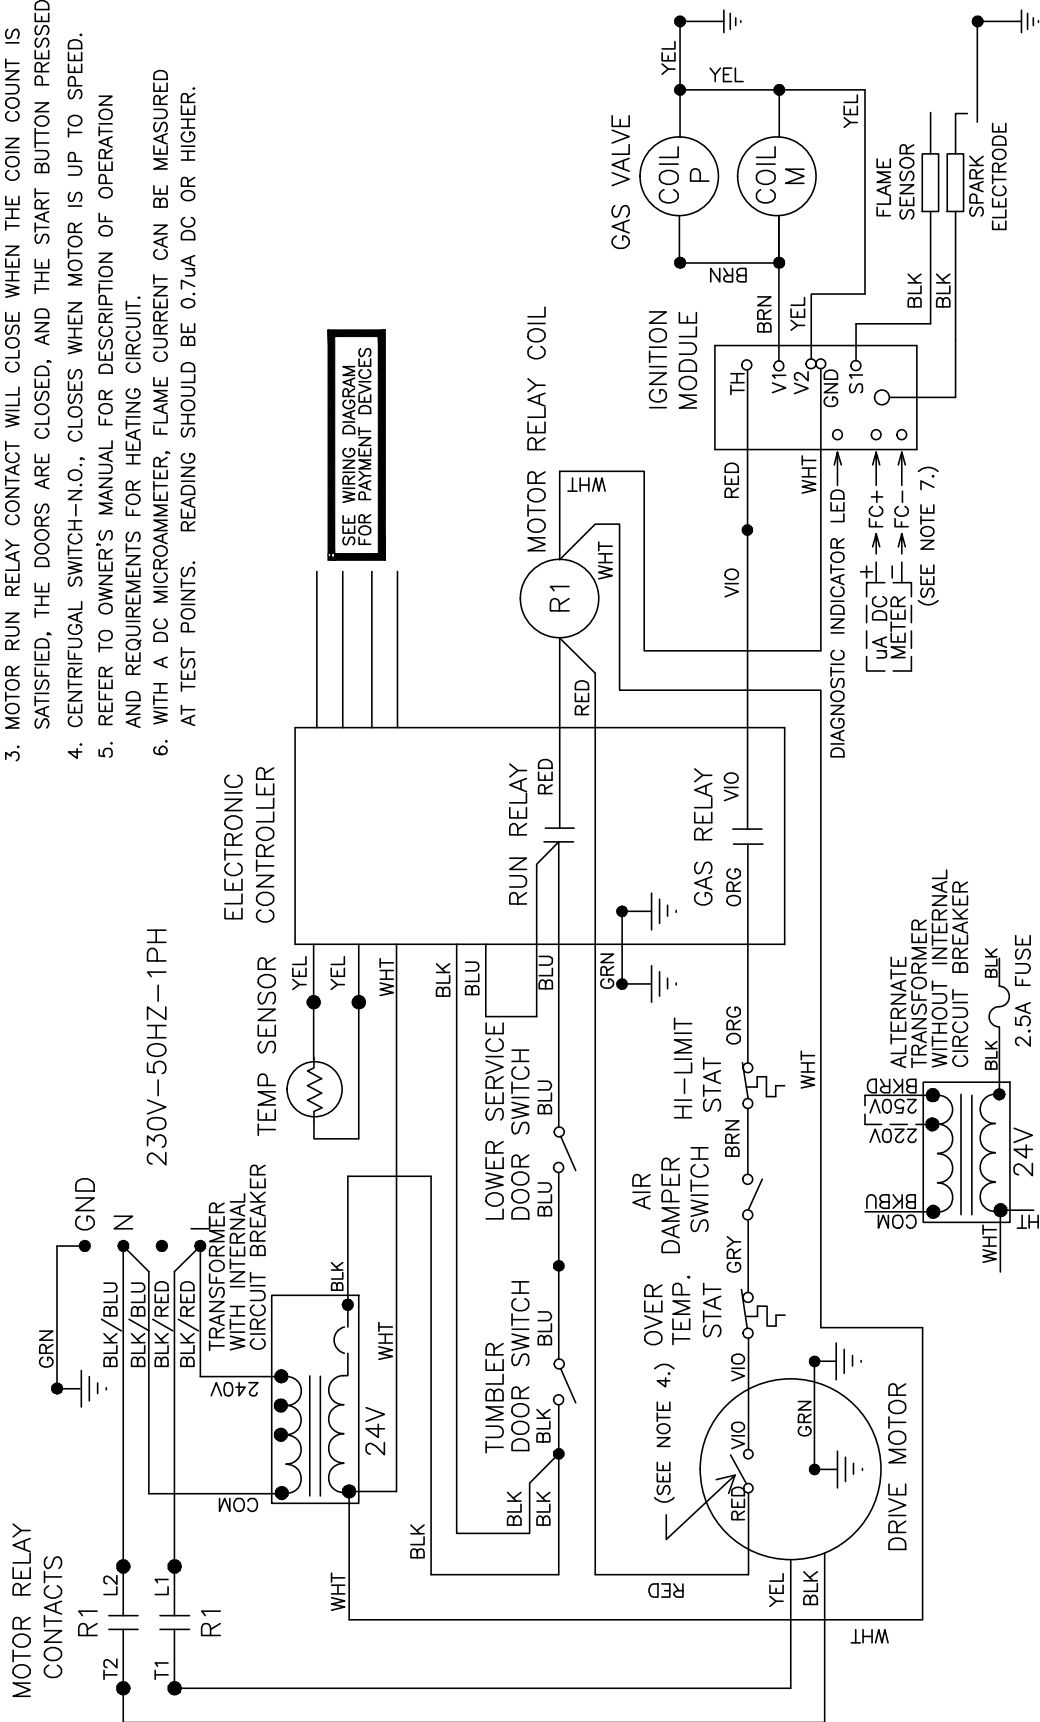 3. MOTOR RUN RELAY CONTACT WILL CLOSE WHEN THE COIN COUNT IS
SATISFIED, THE DOORS ARE CLOSED, AND THE START BUTTON PRESSED
4. CENTRIFUGAL SWITCH-N.O., CLOSES WHEN MOTOR IS UP TO SPEED.
5. REFER TO OWNER'S MANUAL FOR DESCRIPTION OF OPERATION
AND REQUIREMENTS FOR HEATING CIRCUIT.
6. WITH A DC MICROAMMETER, FLAME CURRENT CAN BE MEASURED
AT TEST POINTS. READING SHOULD BE 0.7uA DC OR HIGHER.
MOTOR RELAY
CONTACTS
R1
T2
L2
T1
L1
R1
GRN
GND
N
L
BLK/BLU
BLK/BLU
BLK/RED
BLK/RED
230V-50HZ-1PH
TRANSFORMER
WITH INTERNAL
CIRCUIT BREAKER
240V
COM
24V
BLK
WHT
WHT
BLK
TEMP SENSOR
YEL
YEL
WHT
ELECTRONIC
CONTROLLER
SEE WIRING DIAGRAM
FOR PAYMENT DEVICES
BLK
BLU
BLU
TUMBLER
DOOR SWITCH
BLK
BLK
BLK
BLU
LOWER SERVICE
DOOR SWITCH
BLU
BLU
RUN RELAY
RED
RED
MOTOR RELAY COIL
R1
WHT
WHT
GRN
GAS RELAY
ORG
VIO
VIO
RED
(SEE NOTE 4.)
RED
RED
VIO
VIO
OVER
TEMP.
STAT
GRY
AIR
DAMPER
SWITCH
BRN
HI-LIMIT
STAT
ORG
WHT
GRN
DRIVE MOTOR
YEL
BLK
WHT
IGNITION
MODULE
TH
V1
V2
GND
S1
WHT
BRN
YEL
DIAGNOSTIC INDICATOR LED
FC+
FC-
uA DC
METER
+
-
(SEE NOTE 7.)
GAS VALVE
COIL
P
COIL
M
BRN
YEL
YEL
YEL
BLK
BLK
FLAME
SENSOR
SPARK
ELECTRODE
ALTERNATE
TRANSFORMER
WITHOUT INTERNAL
CIRCUIT BREAKER
BKRD
250V
220V
BKBU
COM
24V
WHT
BLK
BLK
2.5A FUSE